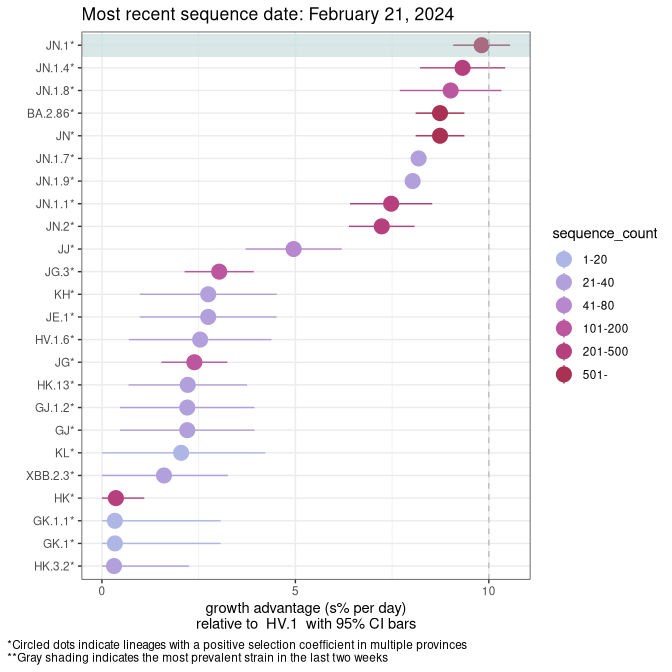 Most recent sequence date: February 21, 2024
JN.1*
JN.1.4*
JN.1.8*
BA.2.86*
JN*
JN.1.7*
JN.1.9*
JN.1.1*
JN.2*
JJ*
JG.3*
KH*
JE.1*
HV.1.6*
JG*
HK.13*
GJ.1.2*
GJ*
KL*
XBB.2.3*
HK*
GK.1.1*
GK.1*
HK.3.2*
0 5 10
growth advantage (s% per day)
relative to HV.1 with 95% CI bars
sequence_count
1-20
21-40
41-80
101-200
201-500
501-
*Circled dots indicate lineages with a positive selection coefficient in multiple provinces
**Gray shading indicates the most prevalent strain in the last two weeks